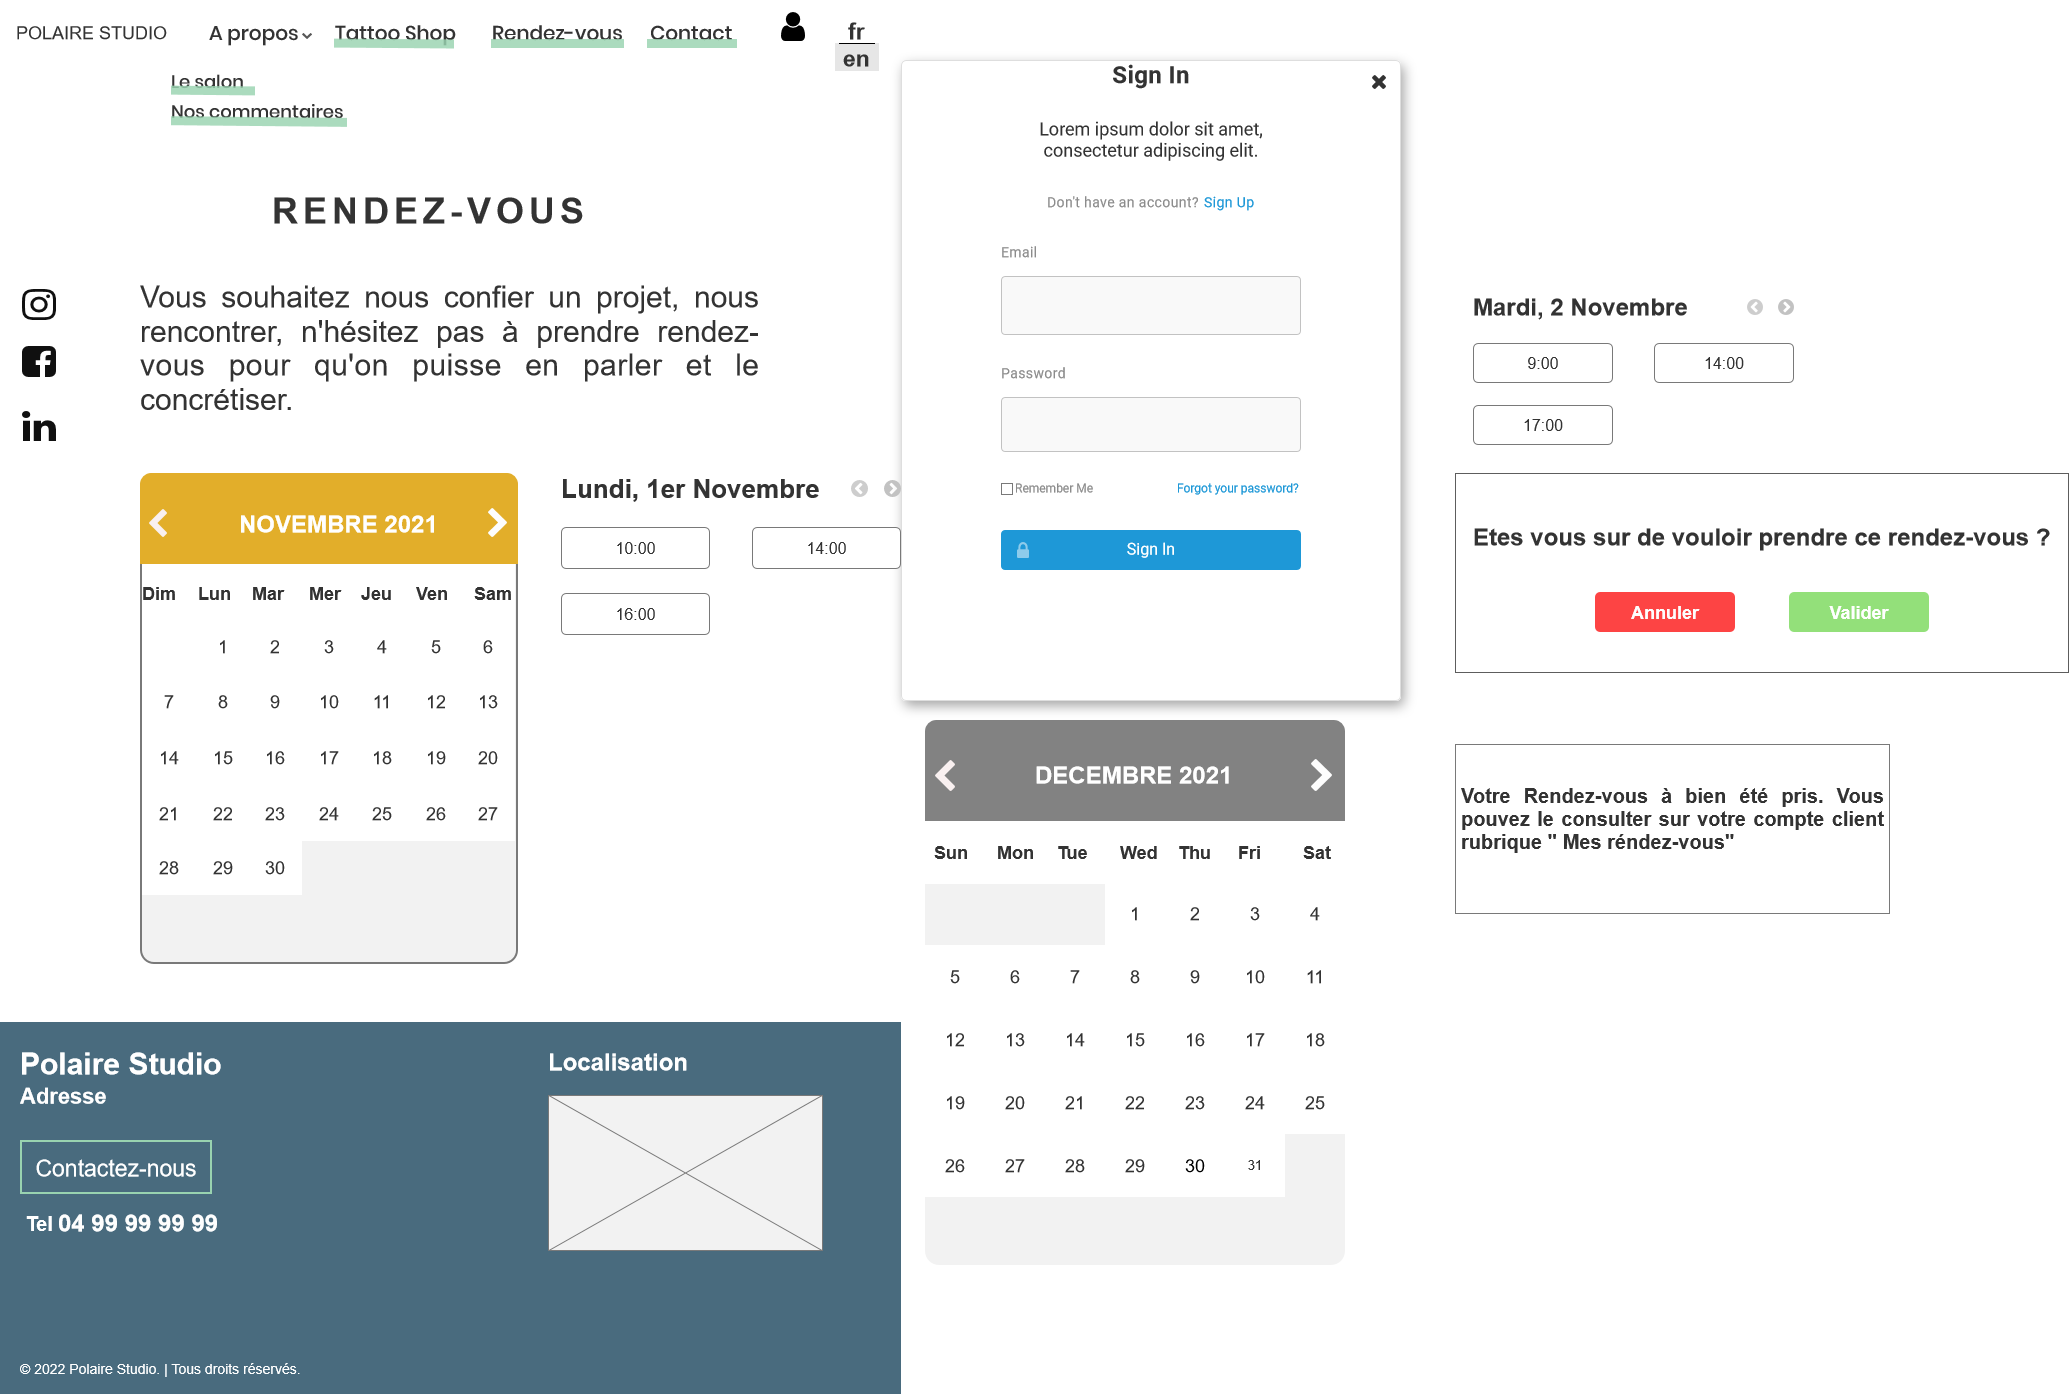 POLAIRE STUDIO
A propos
Tattoo Shop
Rendez-vous
Contact
fr
en
Le salon
Nos commentaires
RENDEZ-VOUS
Vous souhaitez nous confier un projet, nous
rencontrer, n'hésitez pas à prendre rendez-
vous pour qu'on puisse en parler et le
concrétiser.
NOVEMBRE 2021
Dim Lun Mar Mer Jeu Ven Sam
1 2 3 4 5 6
7 8 9 10 11 12 13
14 15 16 17 18 19 20
21 22 23 24 25 26 27
28 29 30
Lundi, 1er Novembre
10:00 14:00
16:00
Sign In
Lorem ipsum dolor sit amet,
consectetur adipiscing elit.
Don't have an account? Sign Up
Email
Password
Remember Me
Forgot your password?
Sign In
DECEMBRE 2021
Sun Mon Tue Wed Thu Fri Sat
1 2 3 4
5 6 7 8 9 10 11
12 13 14 15 16 17 18
19 20 21 22 23 24 25
26 27 28 29 30 31
Mardi, 2 Novembre
9:00 14:00
17:00
Etes vous sur de vouloir prendre ce rendez-vous ?
Annuler
Valider
Votre Rendez-vous à bien été pris. Vous
pouvez le consulter sur votre compte client
rubrique " Mes réndez-vous"
Polaire Studio
Adresse
Contactez-nous
Tel 04 99 99 99 99
Localisation
© 2022 Polaire Studio. | Tous droits réservés.